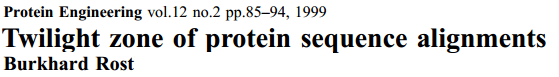 Protein Engineering vol.12 no.2 pp.85–94, 1999
Twilight zone of protein sequence alignments
Burkhard Rost